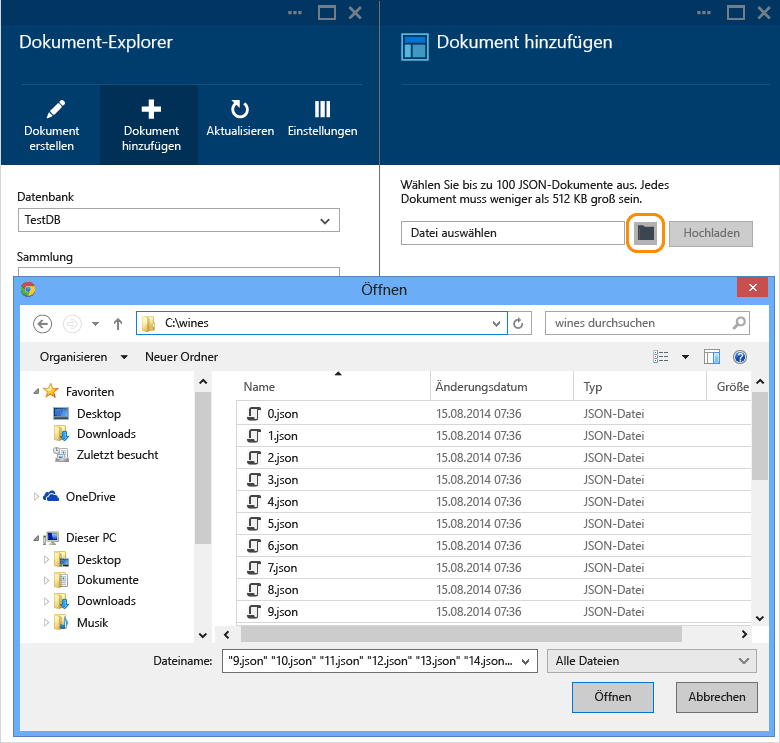 Dokument-Explorer
Dokument erstellen
Dokument hinzufügen
Aktualisieren
Einstellungen
Datenbank
TestDB
Sammlung
Dokument hinzufügen
Wählen Sie bis zu 100 JSON-Dokumente aus. Jedes
Dokument muss weniger als 512 KB groß sein.
Datei auswählen
Hochladen
Öffnen
C:\wines
wines durchsuchen
Organisieren
Neuer Ordner
Favoriten
Desktop
Downloads
Zuletzt besucht
OneDrive
Dieser PC
Desktop
Dokumente
Downloads
Musik
Name Änderungsdatum Typ Größe
0.json 15.08.2014 07:36 JSON-Datei
1.json 15.08.2014 07:36 JSON-Datei
2.json 15.08.2014 07:36 JSON-Datei
3.json 15.08.2014 07:36 JSON-Datei
4.json 15.08.2014 07:36 JSON-Datei
5.json 15.08.2014 07:36 JSON-Datei
6.json 15.08.2014 07:36 JSON-Datei
7.json 15.08.2014 07:36 JSON-Datei
8.json 15.08.2014 07:36 JSON-Datei
9.json 15.08.2014 07:36 JSON-Datei
Dateiname: "9.json" "10.json" "11.json" "12.json" "13.json" "14.json...
Alle Dateien
Öffnen
Abbrechen